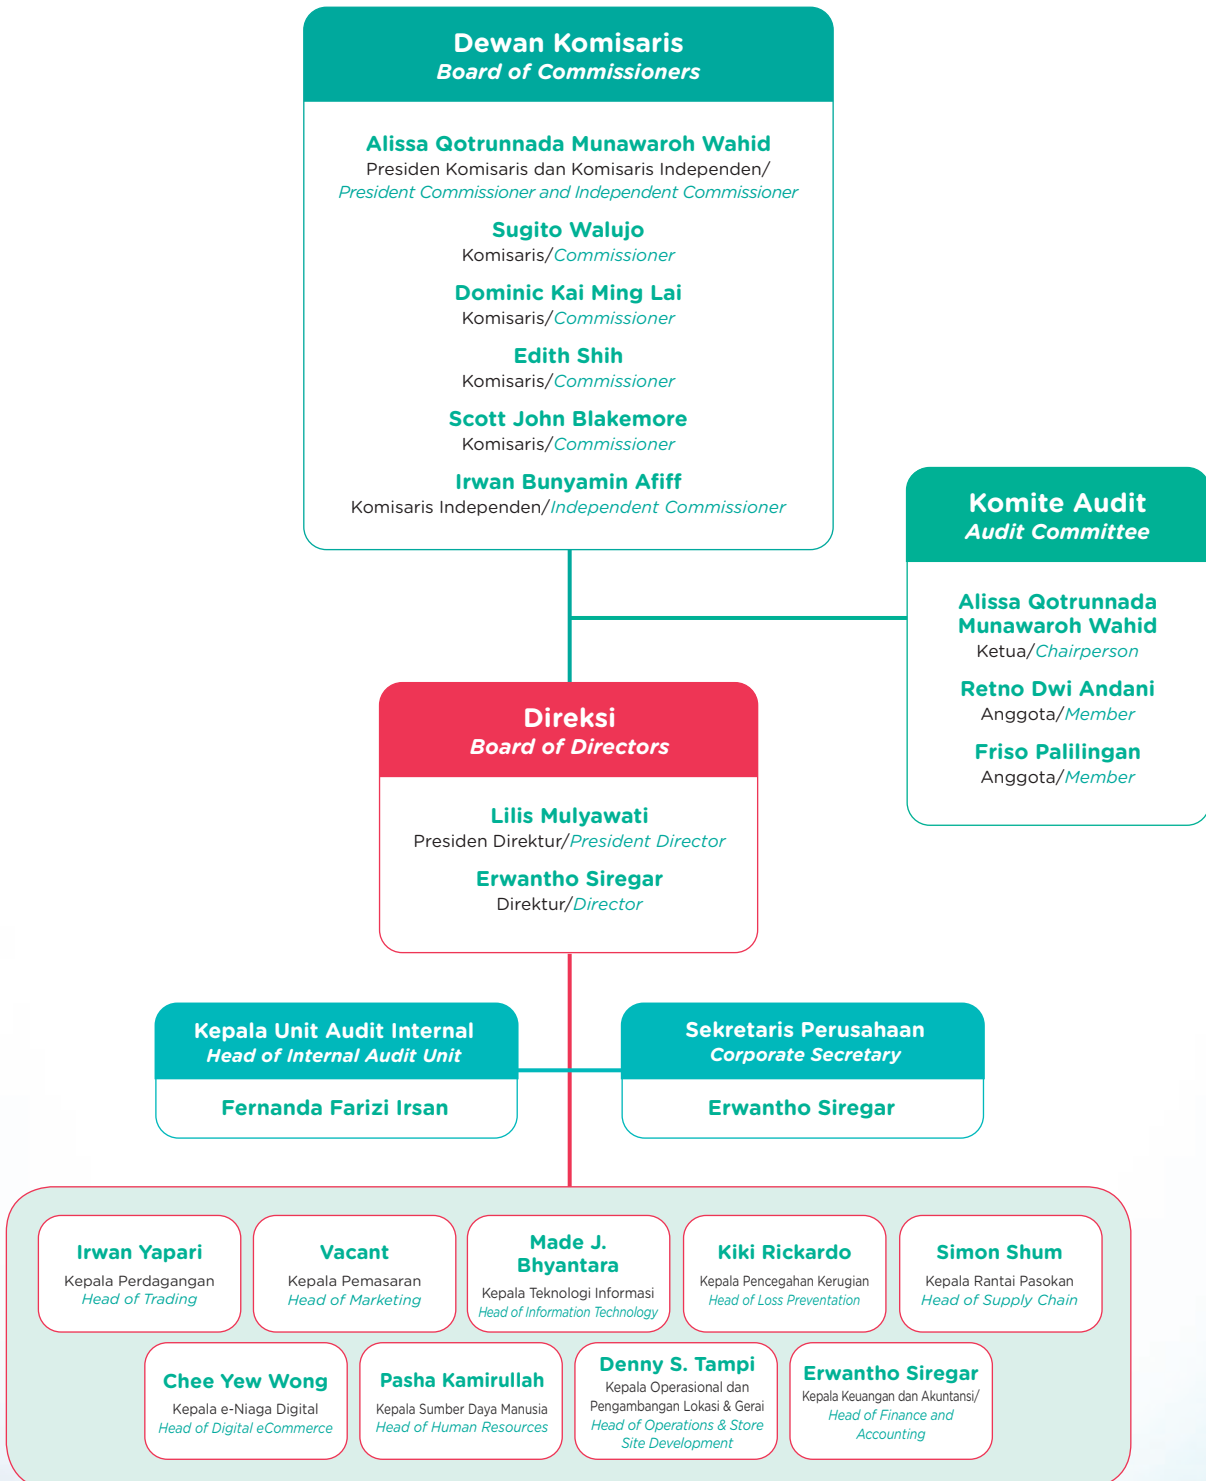 Dewan Komisaris
Board of Commissioners
Alissa Qotrunnada Munawaroh Wahid
Presiden Komisaris dan Komisaris Independen/
President Commissioner and Independent Commissioner
Sugito Walujo
Komisaris/Commissioner
Dominic Kai Ming Lai
Komisaris/Commissioner
Edith Shih
Komisaris/Commissioner
Scott John Blakemore
Komisaris/Commissioner
Irwan Bunyamin Afiff
Komisaris Independen/Independent Commissioner
Komite Audit
Audit Committee
Alissa Qotrunnada
Munawaroh Wahid
Ketua/Chairperson
Retno Dwi Andani
Anggota/Member
Friso Palilingan
Anggota/Member
Direksi
Board of Directors
Lilis Mulyawati
Presiden Direktur/President Director
Erwantho Siregar
Direktur/Director
Kepala Unit Audit Internal
Head of Internal Audit Unit
Fernanda Farizi Irsan
Sekretaris Perusahaan
Corporate Secretary
Erwantho Siregar
Irwan Yapari
Kepala Perdagangan
Head of Trading
Vacant
Kepala Pemasaran
Head of Marketing
Made J.
Bhyantara
Kepala Teknologi Informasi
Head of Information Technology
Kiki Rickardo
Kepala Pencegahan Kerugian
Head of Loss Preventation
Simon Shum
Kepala Rantai Pasokan
Head of Supply Chain
Chee Yew Wong
Kepala e-Niaga Digital
Head of Digital eCommerce
Pasha Kamirullah
Kepala Sumber Daya Manusia
Head of Human Resources
Denny S. Tampi
Kepala Operasional dan
Pengambangan Lokasi & Gerai
Head of Operations & Store
Site Development
Erwantho Siregar
Kepala Keuangan dan Akuntansi/
Head of Finance and
Accounting